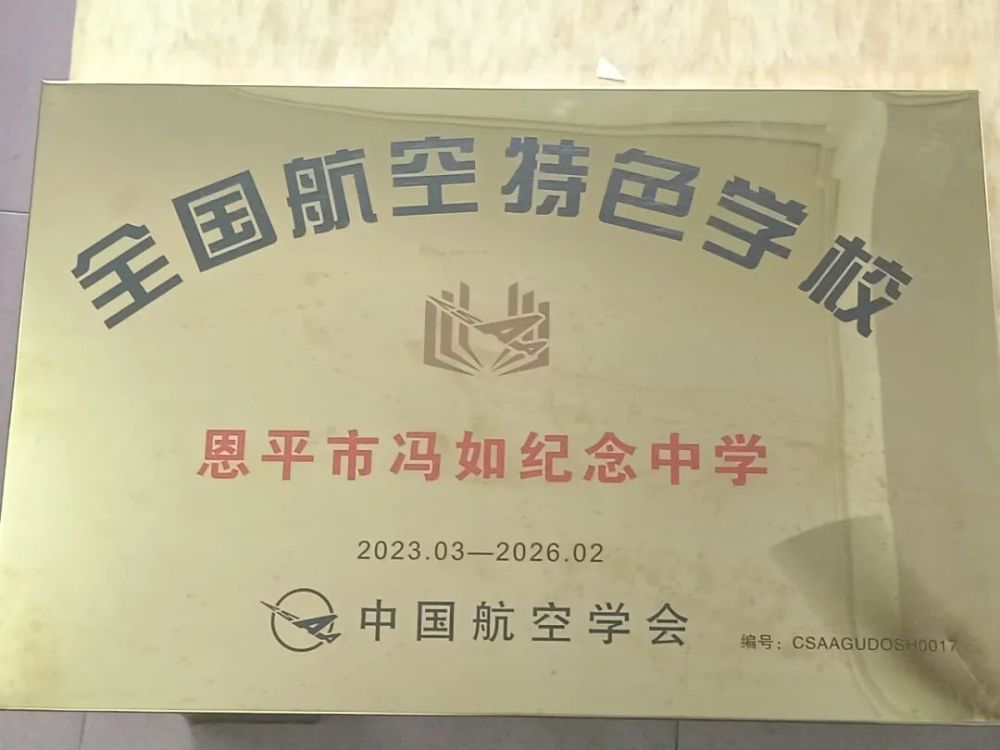 全国航空特色学校
恩平市冯如纪念中学
2023.03—2026.02
中国航空学会
编号：CSAAGUDOSH0017